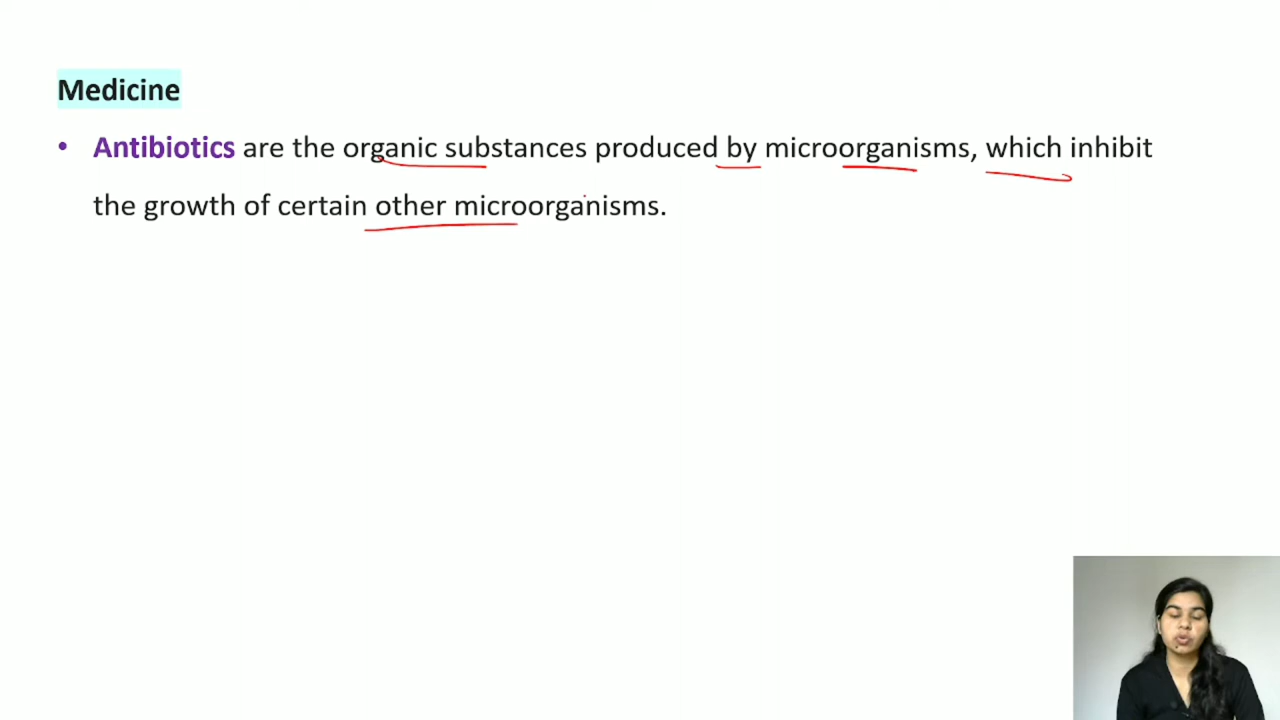 Medicine
• Antibiotics are the organic substances produced by microorganisms, which inhibit
the growth of certain other microorganisms.